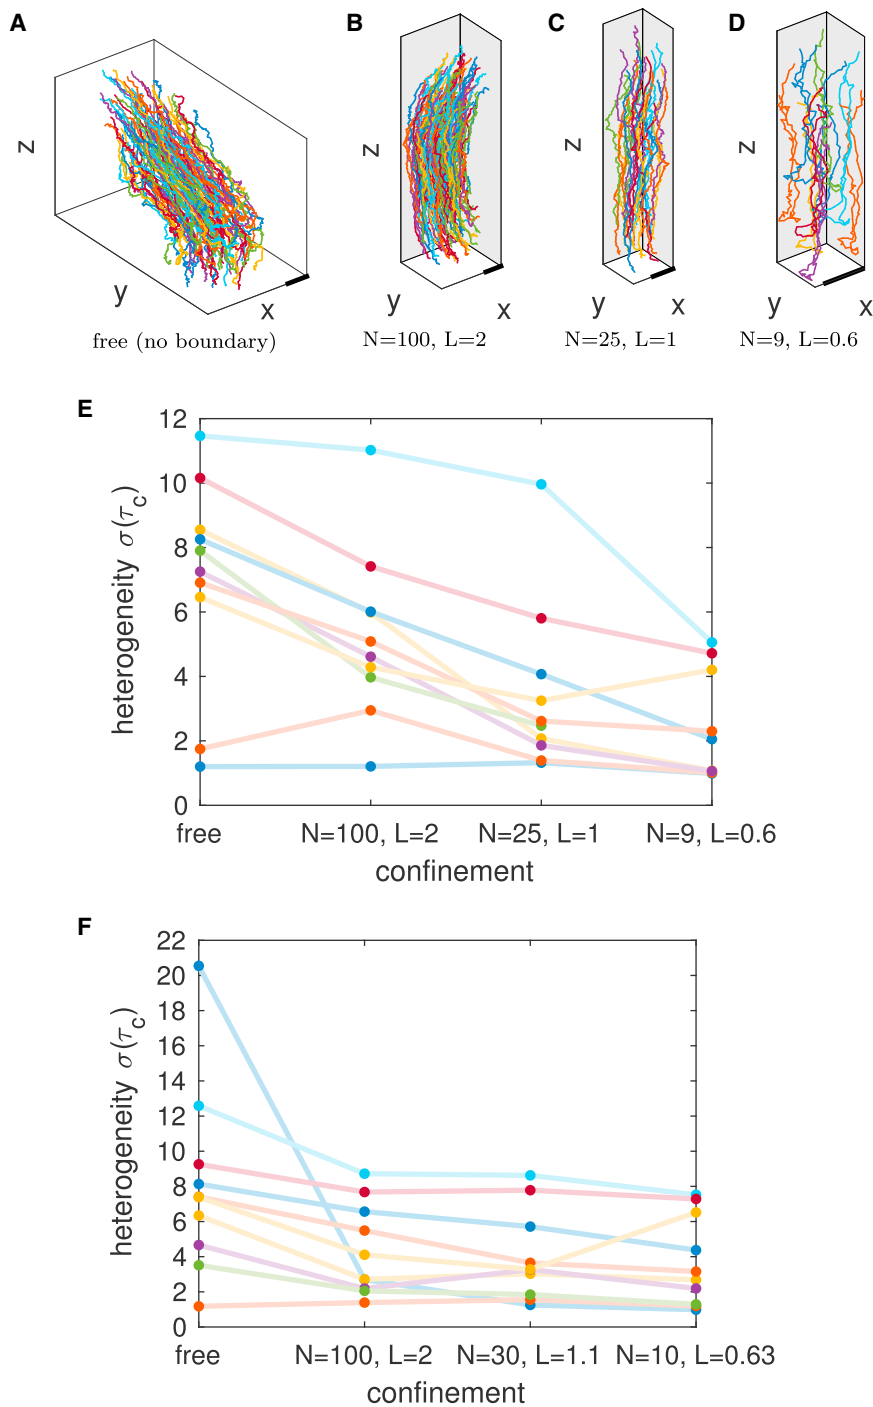 A
B
C
D
z
y
x
z
y
x
z
y
x
z
y
x
free (no boundary)
N=100, L=2
N=25, L=1
N=9, L=0.6
E
12
10
8
6
4
2
0
heterogeneity σ(τc)
free
N=100, L=2
N=25, L=1
N=9, L=0.6
confinement
F
22
20
18
16
14
12
10
8
6
4
2
0
heterogeneity σ(τc)
free
N=100, L=2
N=30, L=1.1
N=10, L=0.63
confinement